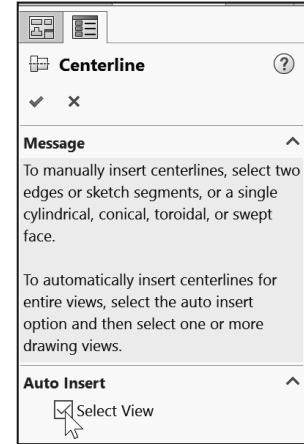 Centerline
?
Message
To manually insert centerlines, select two
edges or sketch segments, or a single
cylindrical, conical, toroidal, or swept
face.
To automatically insert centerlines for
entire views, select the auto insert
option and then select one or more
drawing views.
Auto Insert
Select View